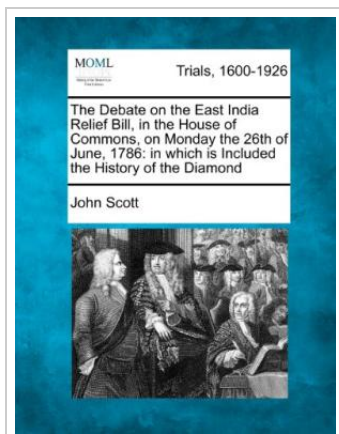 MOML
Trials, 1600-1926
The Debate on the East India
Relief Bill, in the House of
Commons, on Monday the 26th of
June, 1786: in which is Included
the History of the Diamond
John Scott